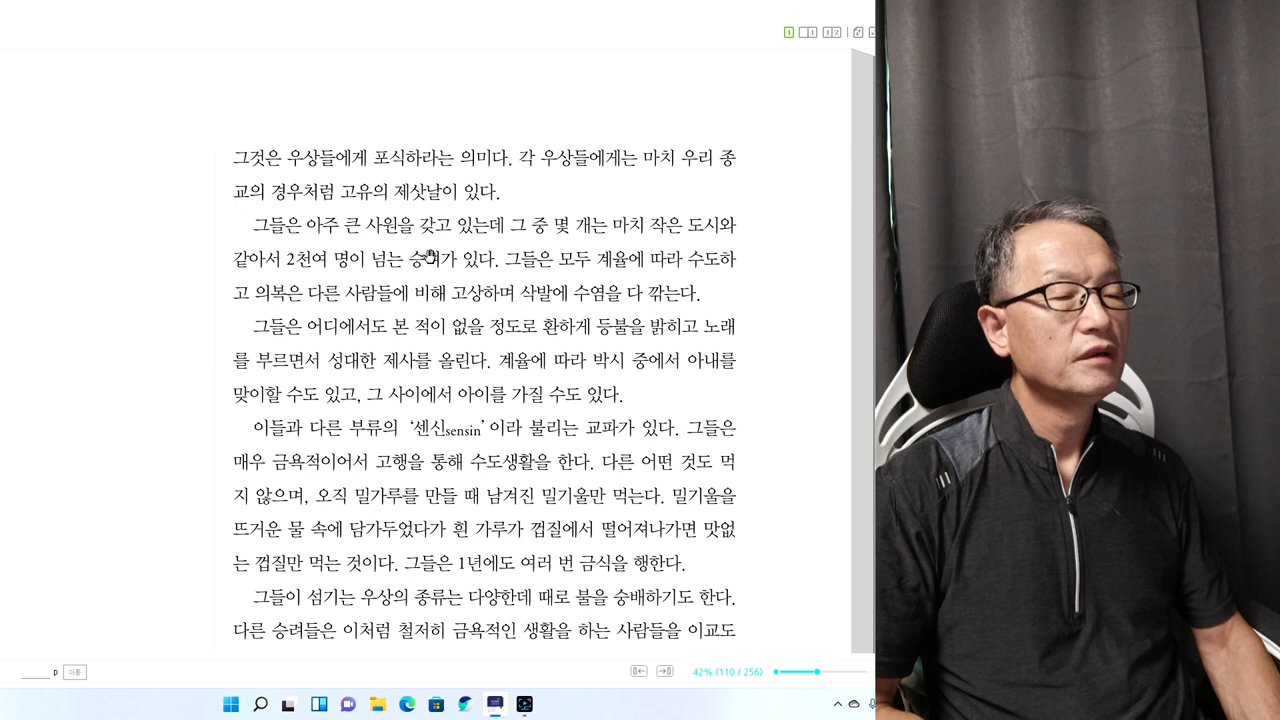 그것은 우상들에게 포식하라는 의미다. 각 우상들에게는 마치 우리 종
교의 경우처럼 고유의 제삿날이 있다.
그들은 아주 큰 사원을 갖고 있는데 그 중 몇 개는 마치 작은 도시와
같아서 2천여 명이 넘는 있다. 그들은 모두 계율에 따라 수도하
고 의복은 다른 사람들에 비해 고상하며 삭발에 수염을 다 깎는다.
그들은 어디에서도 본 적이 없을 정도로 환하게 등불을 밝히고 노래
를 부르면서 성대한 제사를 올린다. 계율에 따라 박시 중에서 아내를
맞이할 수도 있고, 그 사이에서 아이를 가질 수도 있다.
이들과 다른 부류의 ‘센신sensin’이라 불리는 교파가 있다. 그들은
매우 금욕적이어서 고행을 통해 수도생활을 한다. 다른 어떤 것도 먹
지 않으며, 오직 밀가루를 만들 때 남겨진 밀기울만 먹는다. 밀기울을
뜨거운 물 속에 담가두었다가 흰 가루가 껍질에서 떨어져나가면 맛없
는 껍질만 먹는 것이다. 그들은 1년에도 여러 번 금식을 행한다.
그들이 섬기는 우상의 종류는 다양한데 때로 불을 숭배하기도 한다.
다른 승려들은 이처럼 철저히 금욕적인 생활을 하는 사람들을 이교도
p 이동
42% (110 / 256)